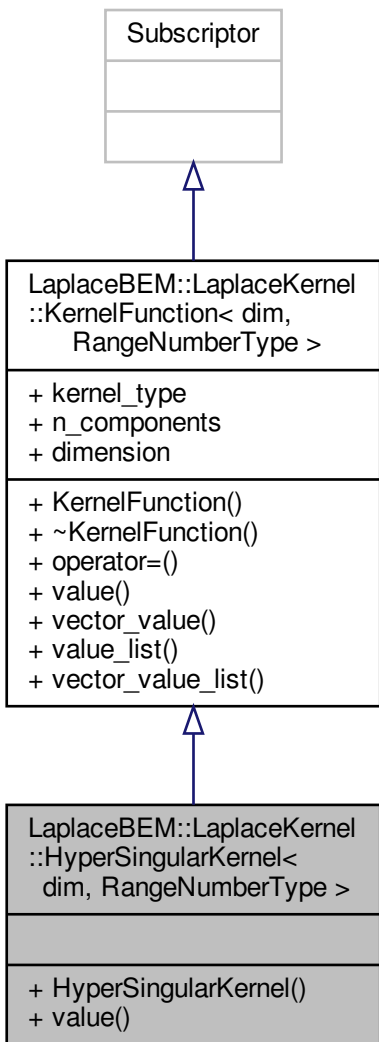 Subscriptor
LaplaceBEM::LaplaceKernel
::KernelFunction< dim,
RangeNumberType >
+ kernel_type
+ n_components
+ dimension
+ KernelFunction()
+ ~KernelFunction()
+ operator=()
+ value()
+ vector_value()
+ value_list()
+ vector_value_list()
LaplaceBEM::LaplaceKernel
::HyperSingularKernel<
dim, RangeNumberType >
+ HyperSingularKernel()
+ value()